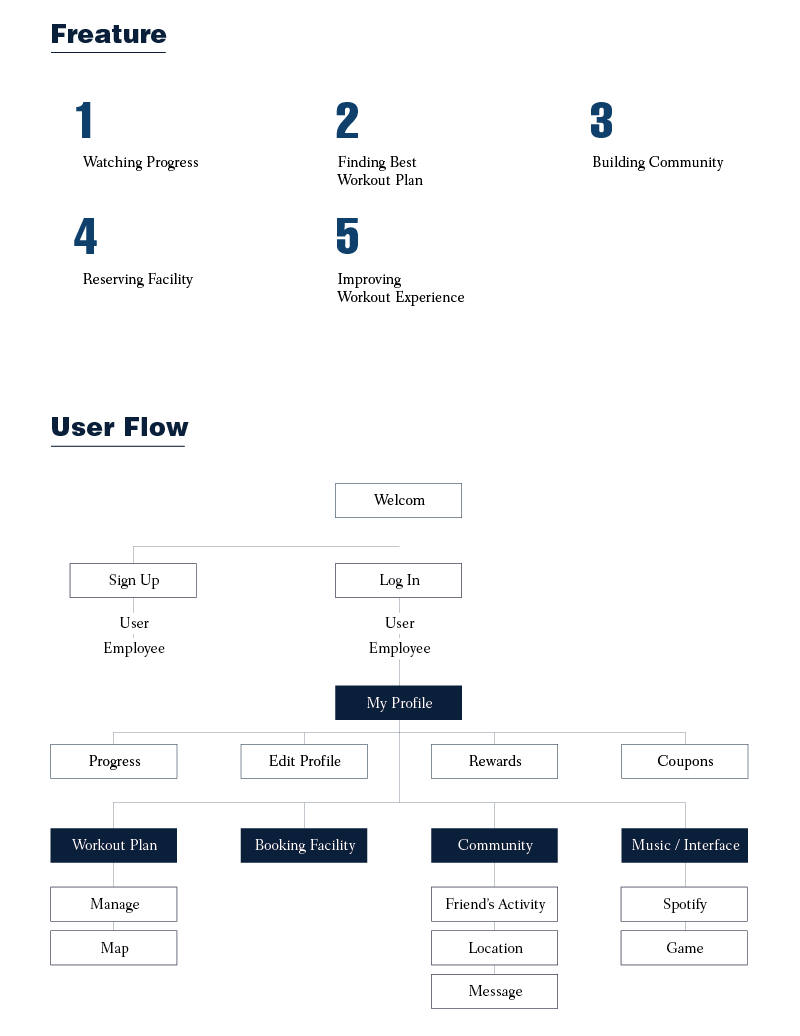 Freature
1
2
3
Watching Progress
Finding Best
Workout Plan
Building Community
4
5
Reserving Facility
Improving
Workout Experience
User Flow
Welcom
Sign Up
Log In
User
User
Employee
Employee
My Profile
Progress
Edit Profile
Rewards
Coupons
Workout Plan
Booking Facility
Community
Music / Interface
Manage
Friend's Activity
Spotify
Map
Location
Game
Message